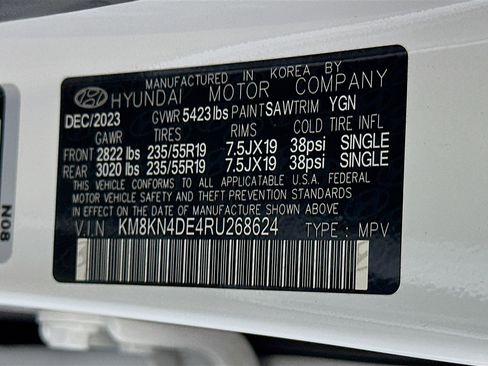 MANUFACTURED IN KOREA BY
HYUNDAI MOTOR COMPANY
DEC/2023 GVWR 5423 lbs PAINT SAW TRIM YGN
GAWR TIRES RIMS COLD TIRE INFL
FRONT 2822 lbs 235/55R19 7.5JX19 38psi SINGLE
REAR 3020 lbs 235/55R19 7.5JX19 38psi SINGLE
THIS VEHICLE CONFORMS TO ALL APPLICABLE U.S.A. FEDERAL
MOTOR VEHICLE SAFETY AND THEFT PREVENTION STANDARDS
IN EFFECT ON THE DATE OF MANUFACTURE SHOWN ABOVE.
V.I.N KM8KN4DE4RU268624 TYPE : MPV
N08